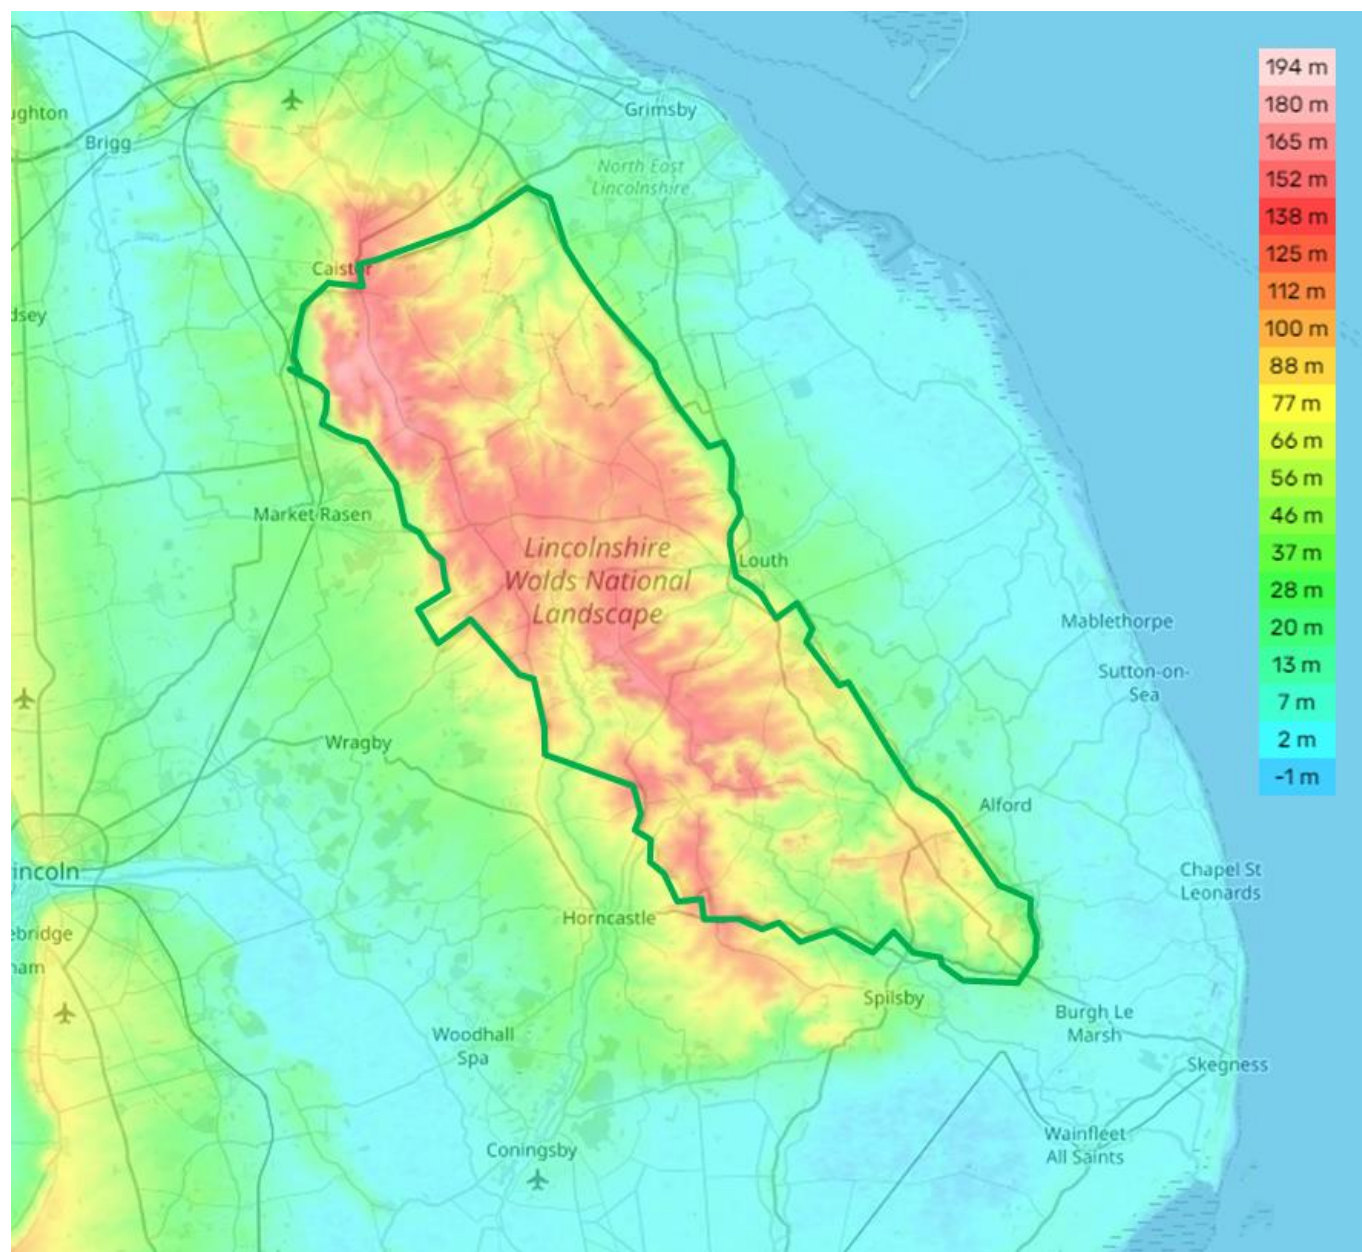 Grimsby
ughton
Brigg
North East
Lincolnshire
Caistor
dsey
Market Rasen
Lincolnshire
Wolds National
Landscape
Louth
Mablethorpe
Sutton-on-
Sea
Wragby
Alford
Chapel St
Leonards
incoln
Horncastle
ebridge
ham
Spilsby
Burgh Le
Marsh
Woodhall
Spa
Skegness
Wainfleet
All Saints
Coningsby
194 m
180 m
165 m
152 m
138 m
125 m
112 m
100 m
88 m
77 m
66 m
56 m
46 m
37 m
28 m
20 m
13 m
7 m
2 m
-1 m